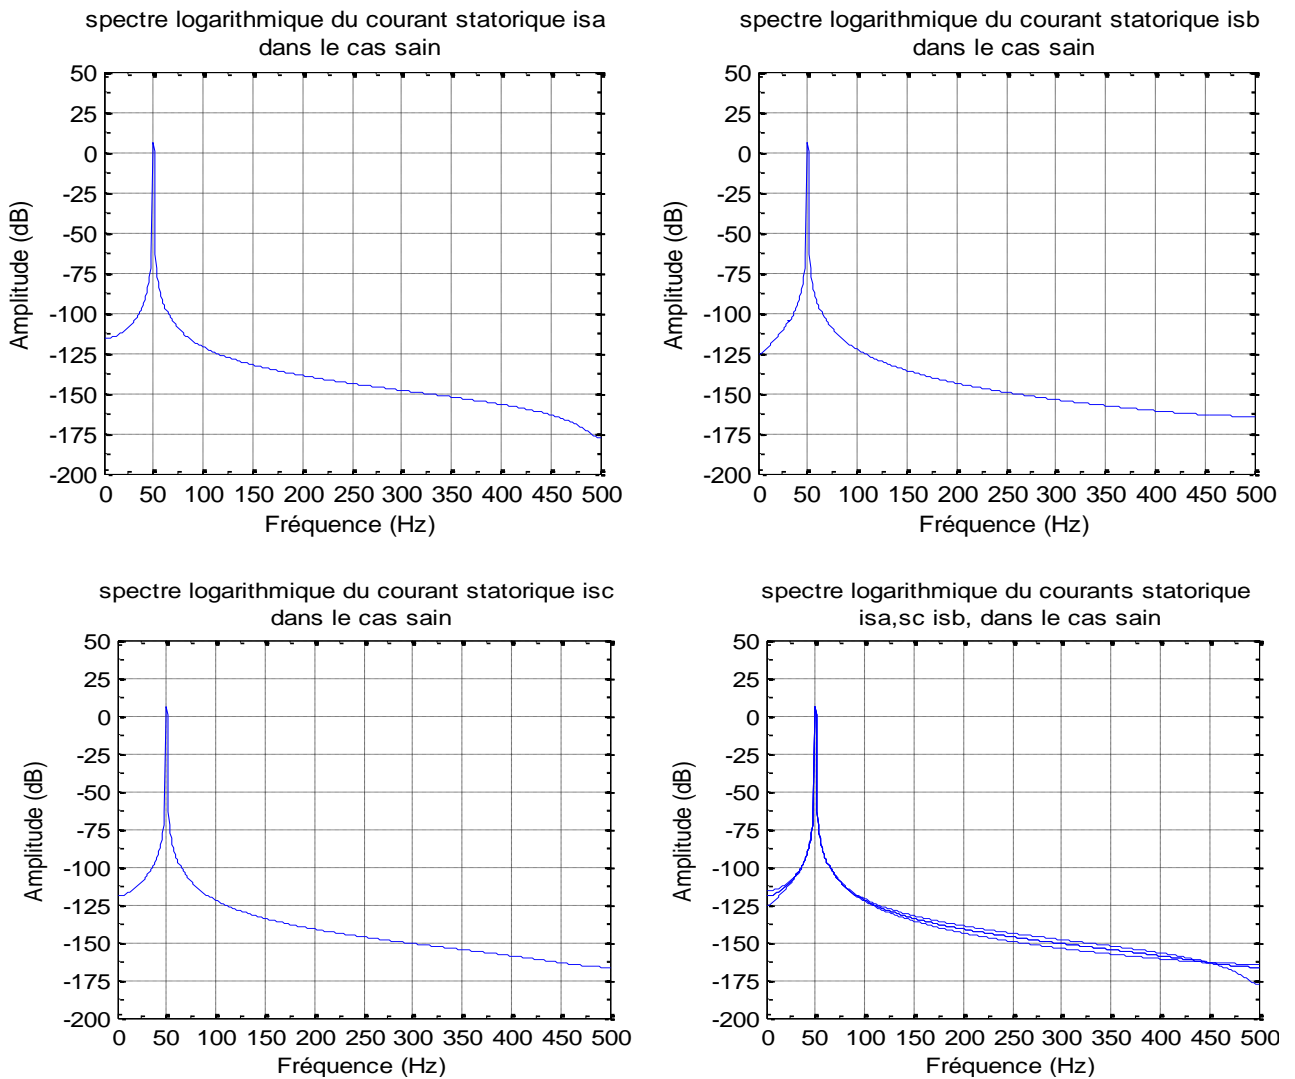 spectre logarithmique du courant statorique isa
dans le cas sain
50
25
0
-25
-50
-75
-100
-125
-150
-175
-200
0 50 100 150 200 250 300 350 400 450 500
Amplitude (dB)
Fréquence (Hz)
spectre logarithmique du courant statorique isb
dans le cas sain
50
25
0
-25
-50
-75
-100
-125
-150
-175
-200
0 50 100 150 200 250 300 350 400 450 500
Amplitude (dB)
Fréquence (Hz)
spectre logarithmique du courant statorique isc
dans le cas sain
50
25
0
-25
-50
-75
-100
-125
-150
-175
-200
0 50 100 150 200 250 300 350 400 450 500
Amplitude (dB)
Fréquence (Hz)
spectre logarithmique du courants statorique
isa,sc isb, dans le cas sain
50
25
0
-25
-50
-75
-100
-125
-150
-175
-200
0 50 100 150 200 250 300 350 400 450 500
Amplitude (dB)
Fréquence (Hz)